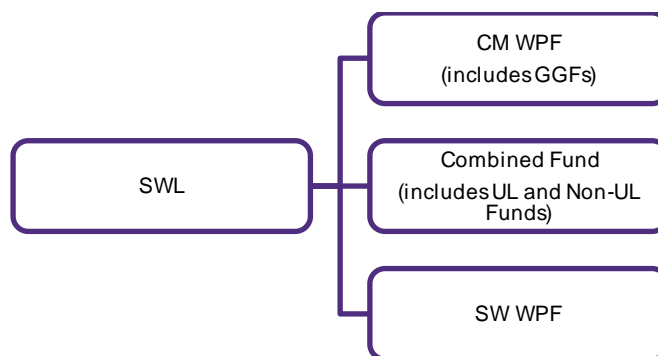 SWL
CM WPF
(includes GGFs)
Combined Fund
(includes UL and Non-UL
Funds)
SW WPF